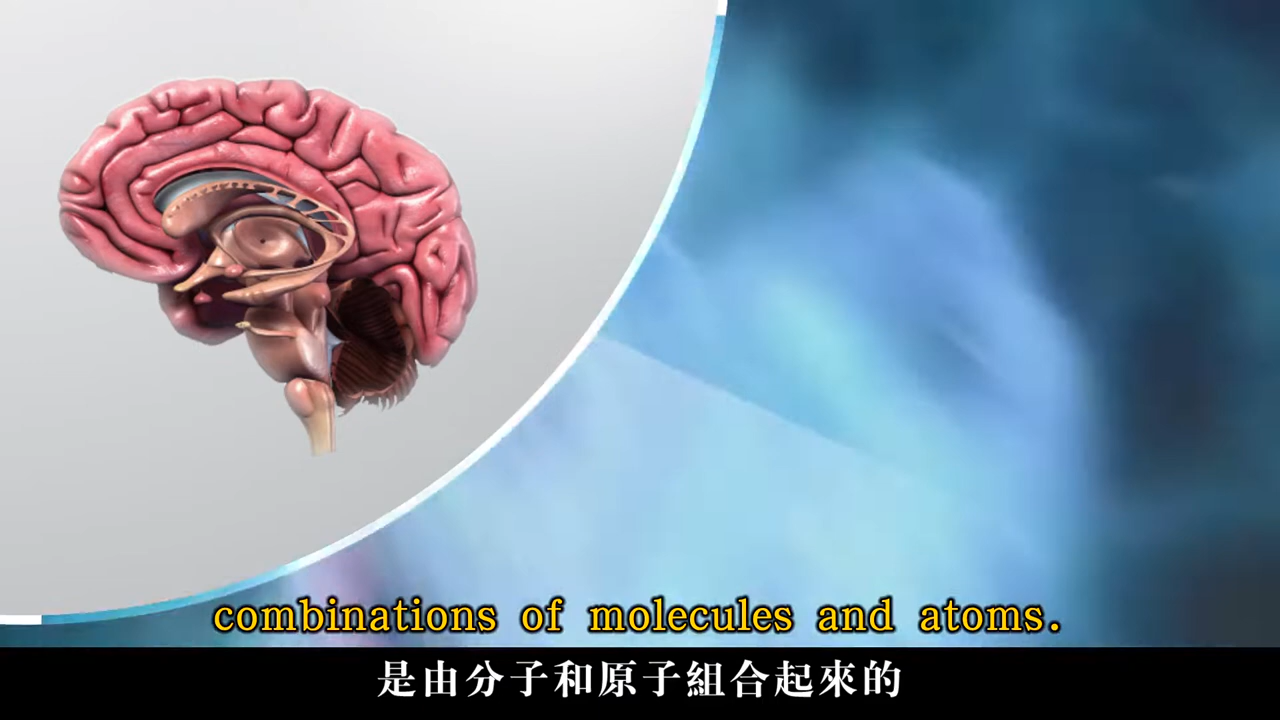 combinations of molecules and atoms.
是由分子和原子組合起來的